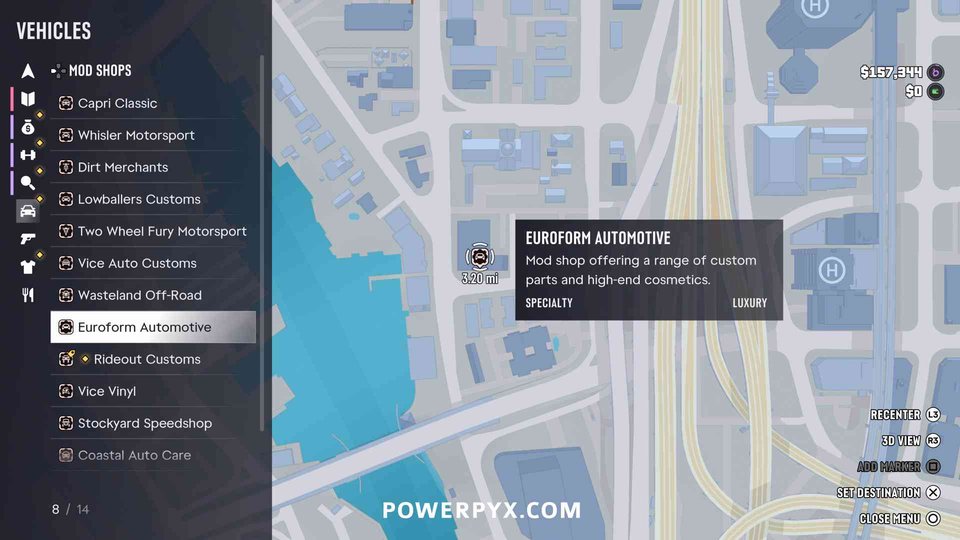 VEHICLES
MOD SHOPS
Capri Classic
Whisler Motorsport
Dirt Merchants
Lowballers Customs
Two Wheel Fury Motorsport
Vice Auto Customs
Wasteland Off-Road
Euroform Automotive
Rideout Customs
Vice Vinyl
Stockyard Speedshop
Coastal Auto Care
8 / 14
H
$157,344
$0
EUROFORM AUTOMOTIVE
Mod shop offering a range of custom
parts and high-end cosmetics.
SPECIALTY LUXURY
3.20 mi
H
RECENTER L3
3D VIEW R3
ADD MARKER
SET DESTINATION
CLOSE MENU
POWERPYX.COM